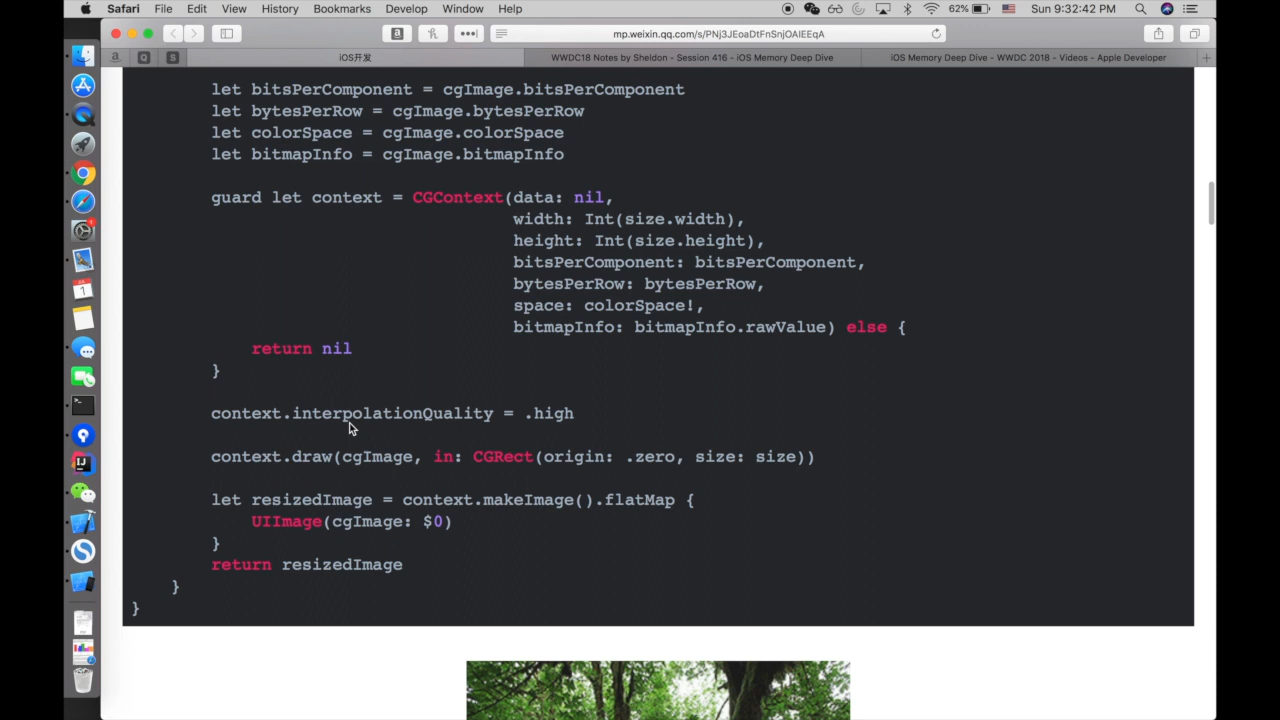 Safari File Edit View History Bookmarks Develop Window Help 62% Sun 9:32:42 PM
mp.weixin.qq.com/s/PNj3JEoaDtFnSnjOAIEEqA
a Q S iOS开发 WWDC18 Notes by Sheldon - Session 416 - iOS Memory Deep Dive iOS Memory Deep Dive - WWDC 2018 - Videos - Apple Developer
let bitsPerComponent = cgImage.bitsPerComponent
let bytesPerRow = cgImage.bytesPerRow
let colorSpace = cgImage.colorSpace
let bitmapInfo = cgImage.bitmapInfo
guard let context = CGContext(data: nil,
width: Int(size.width),
height: Int(size.height),
bitsPerComponent: bitsPerComponent,
bytesPerRow: bytesPerRow,
space: colorSpace!,
bitmapInfo: bitmapInfo.rawValue) else {
return nil
}
context.interpolationQuality = .high
context.draw(cgImage, in: CGRect(origin: .zero, size: size))
let resizedImage = context.makeImage().flatMap {
UIImage(cgImage: $0)
}
return resizedImage
}
}